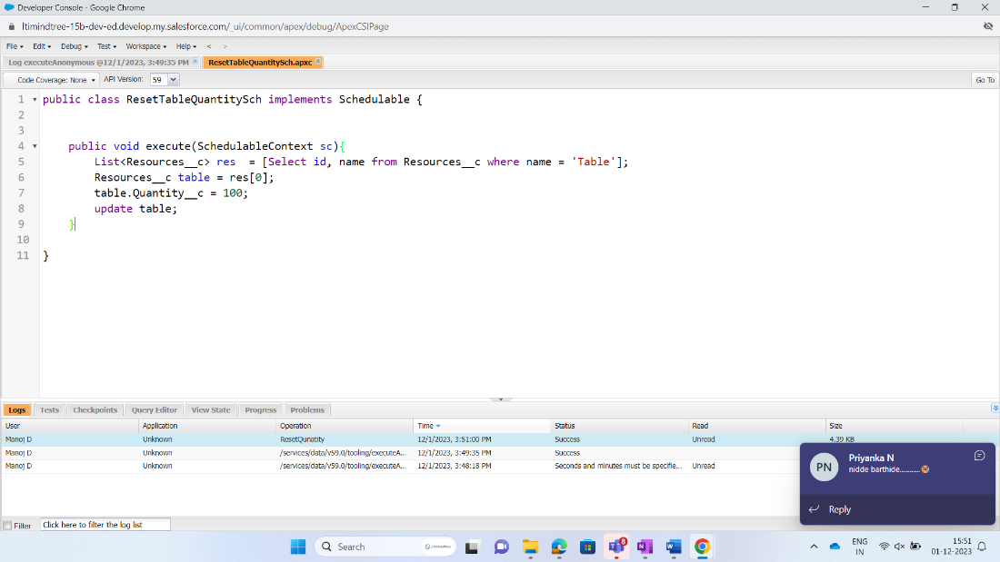 Developer Console - Google Chrome
ltimindtree-15b-dev-ed.develop.my.salesforce.com/_ui/common/apex/debug/ApexCSIPage
File Edit Debug Test Workspace Help < >
Log executeAnonymous @12/1/2023, 3:49:35 PM ResetTableQuantitySch.apxc
Code Coverage: None API Version: 59 Go To
1 public class ResetTableQuantitySch implements Schedulable {
2
3
4 public void execute(SchedulableContext sc){
5 List<Resources__c> res = [Select id, name from Resources__c where name = 'Table'];
6 Resources__c table = res[0];
7 table.Quantity__c = 100;
8 update table;
9 }
10
11 }
Logs Tests Checkpoints Query Editor View State Progress Problems
User Application Operation Time Status Read Size
Manoj D Unknown ResetQunatity 12/1/2023, 3:51:00 PM Success Unread 4.39 KB
Manoj D Unknown /services/data/v59.0/tooling/executeA... 12/1/2023, 3:49:35 PM Success
Manoj D Unknown /services/data/v59.0/tooling/executeA... 12/1/2023, 3:48:18 PM Seconds and minutes must be specifie... Unread
PN Priyanka N
nidde barthide...........
Reply
Filter Click here to filter the log list
Search
8
ENG
IN
15:51
01-12-2023